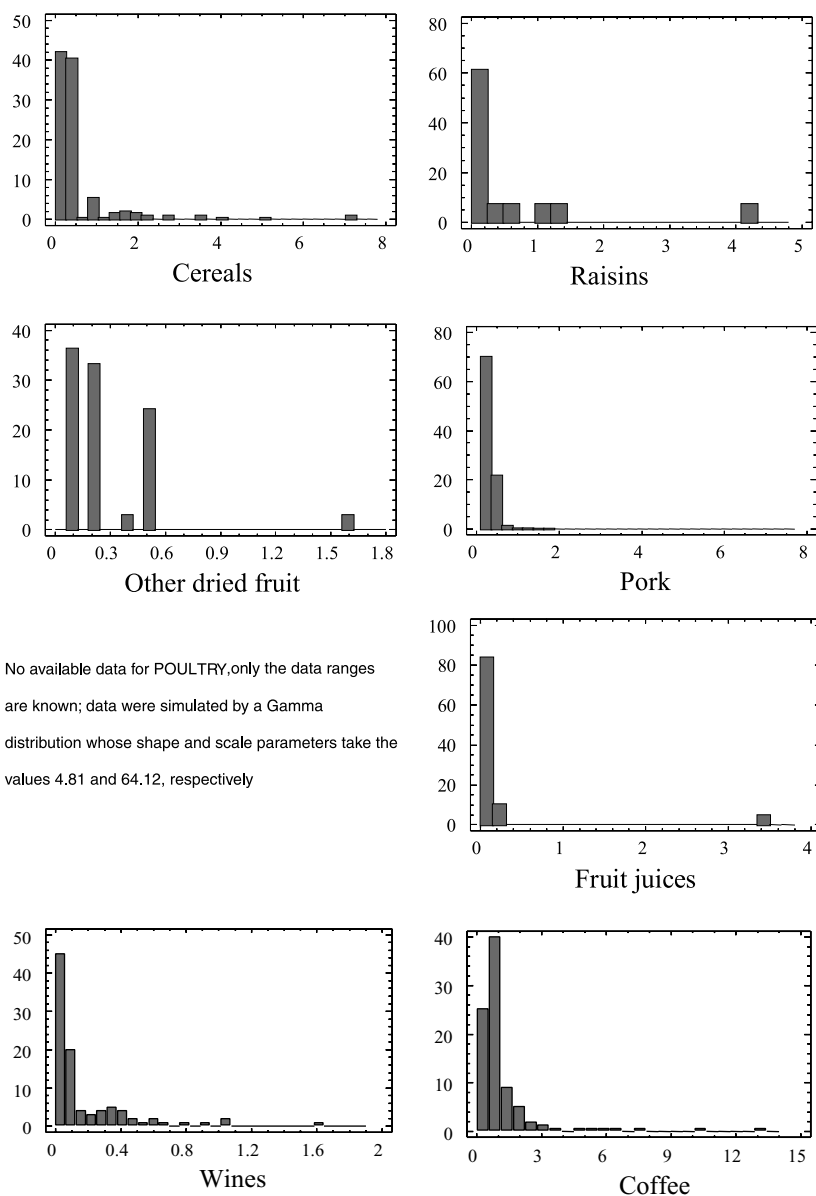 50
40
30
20
10
0
0 2 4 6 8
Cereals
80
60
40
20
0
0 1 2 3 4 5
Raisins
40
30
20
10
0
0 0.3 0.6 0.9 1.2 1.5 1.8
Other dried fruit
80
60
40
20
0
0 2 4 6 8
Pork
No available data for POULTRY,only the data ranges
are known; data were simulated by a Gamma
distribution whose shape and scale parameters take the
values 4.81 and 64.12, respectively
100
80
60
40
20
0
0 1 2 3 4
Fruit juices
50
40
30
20
10
0
0 0.4 0.8 1.2 1.6 2
Wines
40
30
20
10
0
0 3 6 9 12 15
Coffee